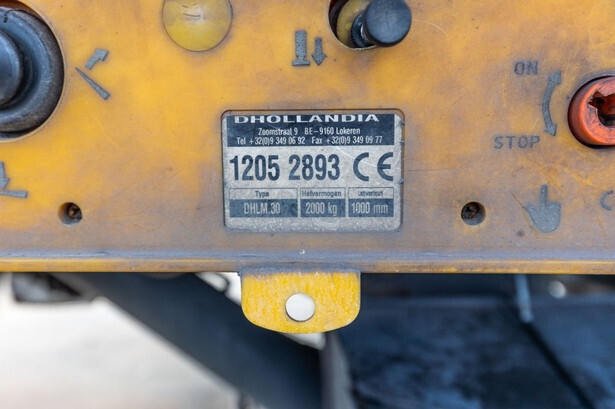 ON
DHOLLANDIA
Zoomstraat 9 BE-9160 Lokeren
Tel +32(0)9 349 06 92 Fax +32(0)9 349 09 77
STOP
1205 2893 CE
Type Hefvermogen
DHLM.30 2000 kg 1000 mm